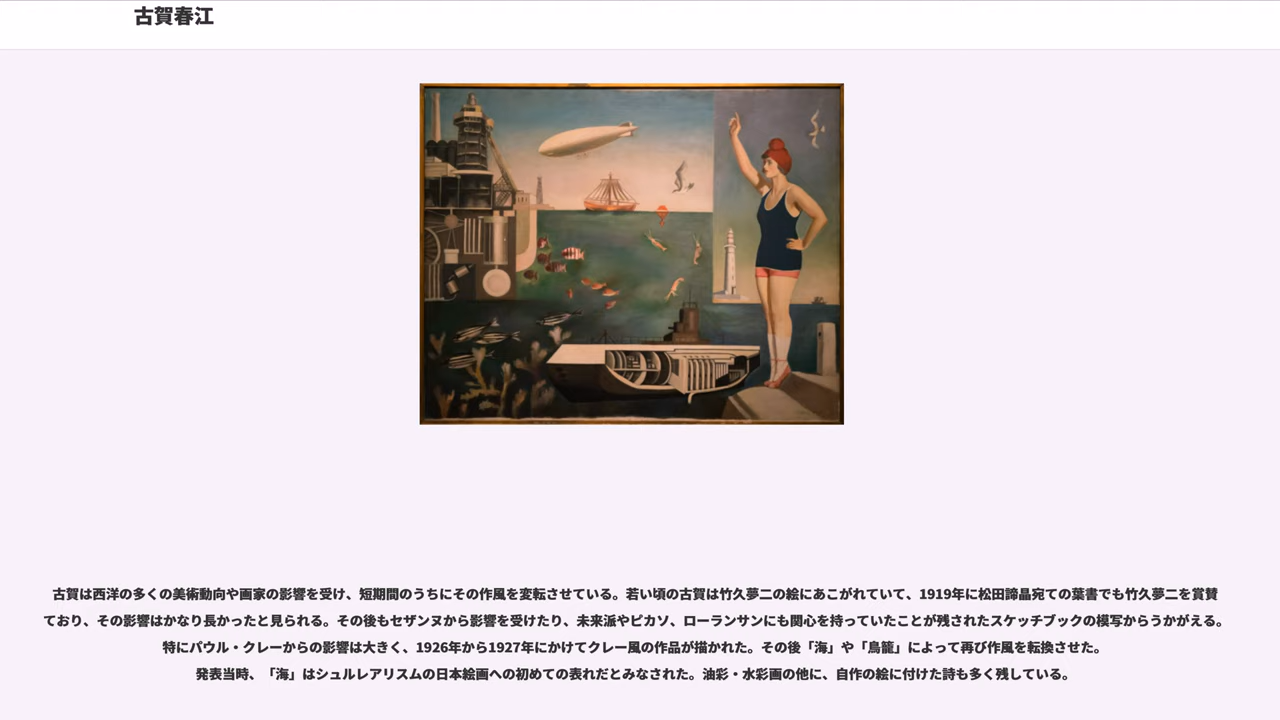 古賀春江
古賀は西洋の多くの美術動向や画家の影響を受け、短期間のうちにその作風を変転させている。若い頃の古賀は竹久夢二の絵にあこがれていて、1919年に松田諦晶宛ての葉書でも竹久夢二を賞賛
ており、その影響はかなり長かったと見られる。その後もセザンヌから影響を受けたり、未来派やピカソ、ローランサンにも関心を持っていたことが残されたスケッチブックの模写からうかがえる。
特にパウル・クレーからの影響は大きく、1926年から1927年にかけてクレー風の作品が描かれた。その後「海」や「鳥籠」によって再び作風を転換させた。
発表当時、「海」はシュルレアリスムの日本絵画への初めての表れだとみなされた。油彩・水彩画の他に、自作の絵に付けた詩も多く残している。